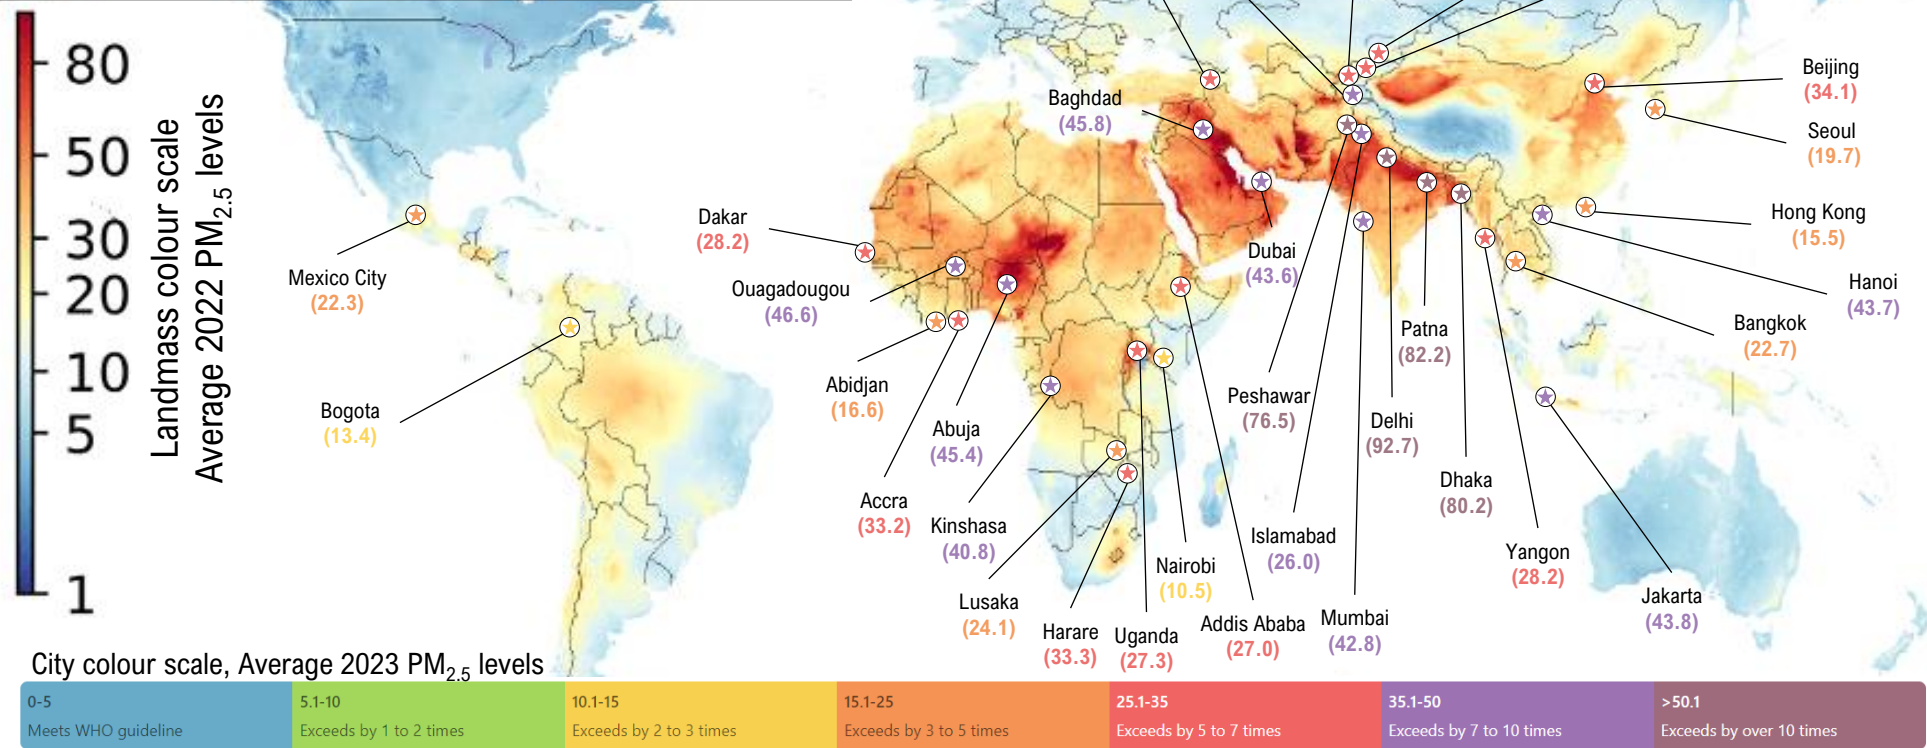 80
50
30
20
10
5
1
Landmass colour scale
Average 2022 PM2.5 levels
Mexico City
(22.3)
Bogota
(13.4)
Dakar
(28.2)
Ouagadougou
(46.6)
Abidjan
(16.6)
Accra
(33.2)
Abuja
(45.4)
Kinshasa
(40.8)
Lusaka
(24.1)
Harare
(33.3)
Uganda
(27.3)
Nairobi
(10.5)
Addis Ababa
(27.0)
Baghdad
(45.8)
Dubai
(43.6)
Peshawar
(76.5)
Islamabad
(26.0)
Mumbai
(42.8)
Delhi
(92.7)
Patna
(82.2)
Dhaka
(80.2)
Yangon
(28.2)
Jakarta
(43.8)
Bangkok
(22.7)
Hanoi
(43.7)
Hong Kong
(15.5)
Seoul
(19.7)
Beijing
(34.1)
City colour scale, Average 2023 PM2.5 levels
0-5
Meets WHO guideline
5.1-10
Exceeds by 1 to 2 times
10.1-15
Exceeds by 2 to 3 times
15.1-25
Exceeds by 3 to 5 times
25.1-35
Exceeds by 5 to 7 times
35.1-50
Exceeds by 7 to 10 times
>50.1
Exceeds by over 10 times